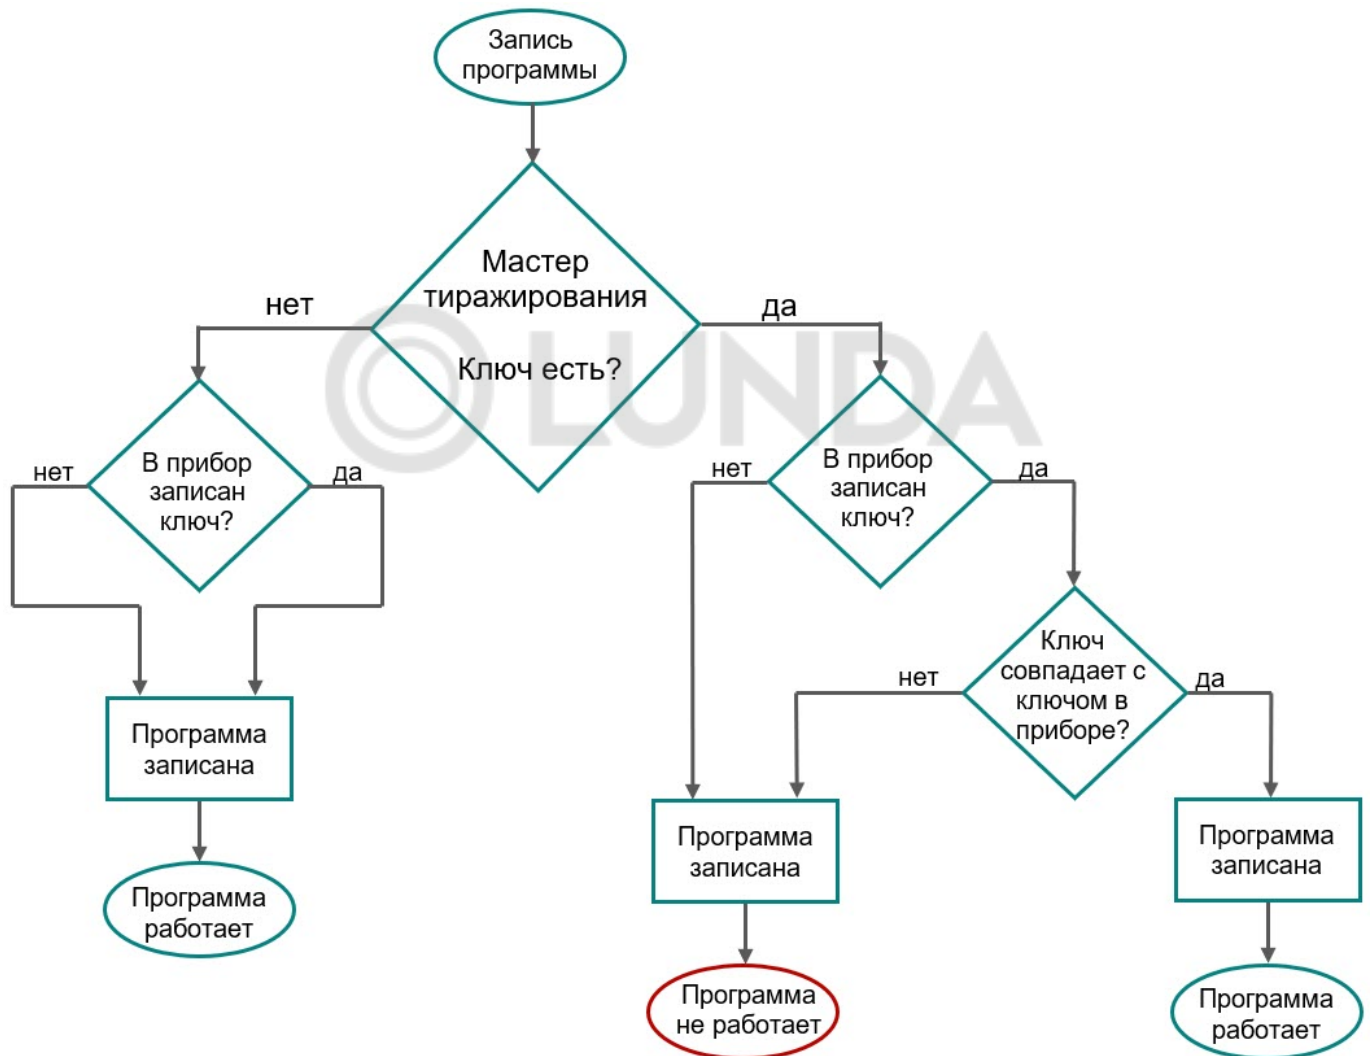 Запись
программы
Мастер
тиражирования
Ключ есть?
нет
да
LUNDA
В прибор
записан
ключ?
нет
да
В прибор
записан
ключ?
нет
да
Ключ
совпадает с
ключом в
приборе?
нет
да
Программа
записана
Программа
записана
Программа
записана
Программа
работает
Программа
не работает
Программа
работает